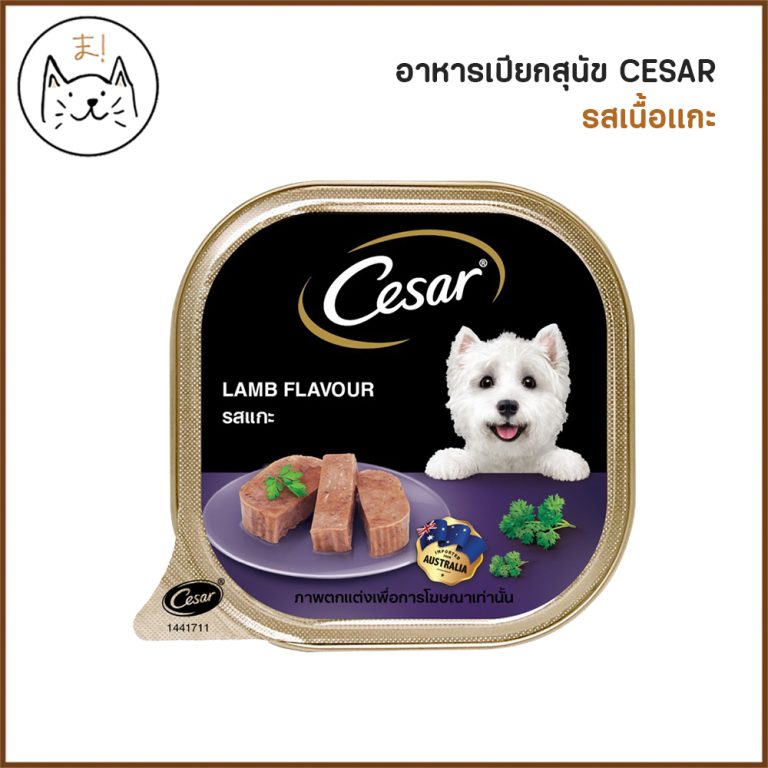 ま!
อาหารเปียกสุนัข CESAR
รสเนื้อแกะ
Cesar®
LAMB FLAVOUR
รสแกะ
IMPORTED
FROM
AUSTRALIA
ภาพตกแต่งเพื่อการโฆษณาเท่านั้น
Cesar®
1441711